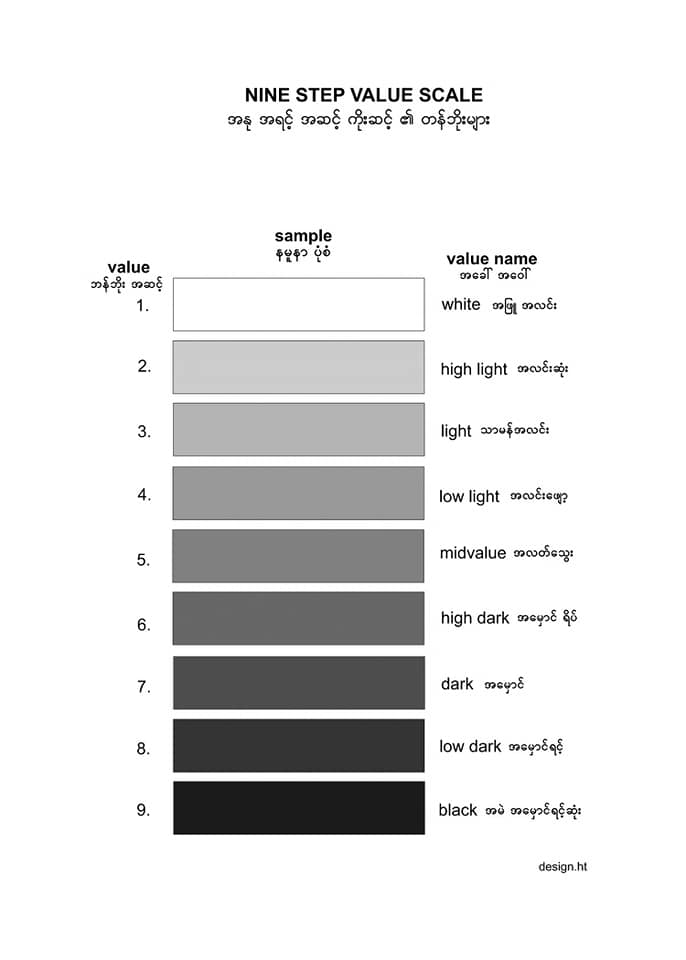 NINE STEP VALUE SCALE
အနု အရင့် အဆင့် ကိုးဆင့် ၏ တန်ဘိုးများ
value
ဘန်ဘိုး အဆင့်
sample
နမူနာ ပုံစံ
value name
အခေါ် အဝေါ်
1. white အဖြူ အလင်း
2. high light အလင်းဆုံး
3. light သာမန်အလင်း
4. low light အလင်းဖျော့
5. midvalue အလတ်သွေး
6. high dark အမှောင် ရိပ်
7. dark အမှောင်
8. low dark အမှောင်ရင့်
9. black အမဲ အမှောင်ရင့်ဆုံး
design.ht